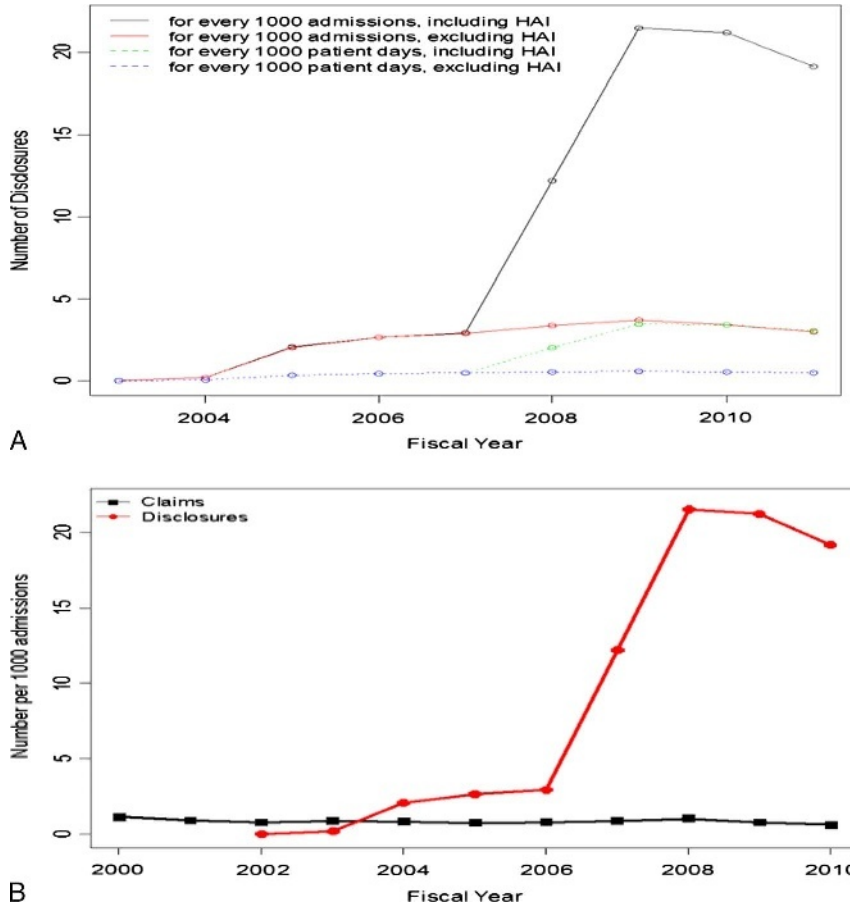 for every 1000 admissions, including HAI
for every 1000 admissions, excluding HAI
for every 1000 patient days, including HAI
for every 1000 patient days, excluding HAI
20
15
10
5
0
Number of Disclosures
2004 2006 2008 2010
Fiscal Year
A
Claims
Disclosures
20
15
10
5
0
Number per 1000 admissions
2000 2002 2004 2006 2008 2010
Fiscal Year
B